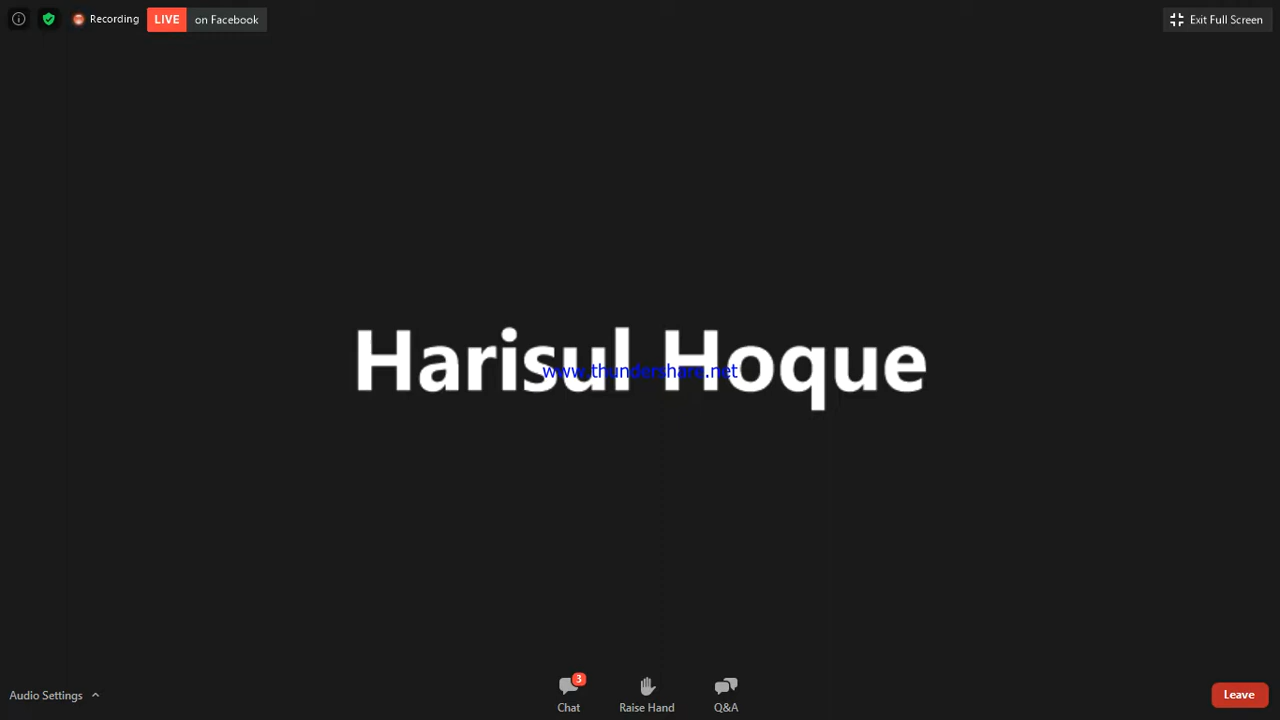 Recording LIVE on Facebook Exit Full Screen
Harisul Hoque
www.thundershare.net
3
Audio Settings Chat Raise Hand Q&A Leave